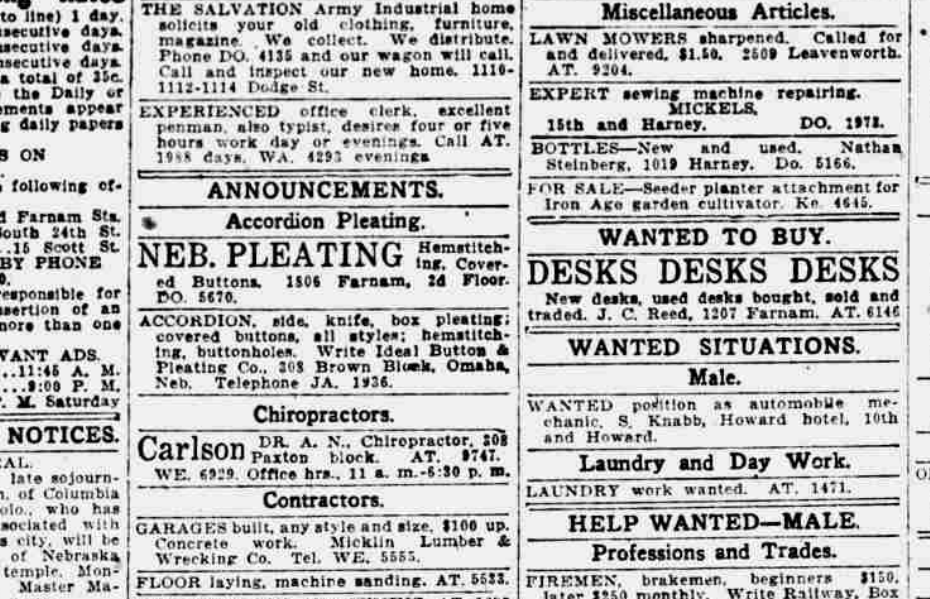 to line) 1 day.
nsecutive days.
nsecutive days.
nsecutive days
a total of 35c.
the Daily or
ements appear
g daily papers
S ON
following of-
d Farnam Sts.
South 24th St.
..15 Scott St.
BY PHONE
responsible for
nsertion of an
more than one
WANT ADS.
...11:45 A. M.
....9:00 P. M.
P. M. Saturday
NOTICES.
late sojourn-
n. of Columbia
olo., who has
sociated with
s city, will be
of Nebraska
temple. Mon-
Master Ma-
THE SALVATION Army Industrial home
solicits your old clothing, furniture,
magazine. We collect. We distribute.
Phone DO. 4135 and our wagon will call.
Call and inspect our new home. 1110-
1112-1114 Dodge St.
EXPERIENCED office clerk, excellent
penman, also typist, desires four or five
hours work day or evenings. Call AT.
1988 days, WA. 4293 evenings
ANNOUNCEMENTS.
Accordion Pleating.
NEB. PLEATING Hemstitch-
ing, Cover-
ed Buttons, 1806 Farnam, 2d Floor.
DO. 5670.
ACCORDION, side, knife, box pleating;
covered buttons, all styles; hemstitch-
ing, buttonholes. Write Ideal Button &
Pleating Co., 308 Brown Block, Omaha,
Neb. Telephone JA. 1936.
Chiropractors.
Carlson DR. A. N., Chiropractor, 308
Paxton block. AT. 9747.
WE. 6929. Office hrs., 11 a. m.-6:30 p. m.
Contractors.
GARAGES built, any style and size, $100 up.
Concrete work. Micklin Lumber &
Wrecking Co. Tel. WE. 5555.
FLOOR laying, machine sanding. AT. 5533.
Miscellaneous Articles.
LAWN MOWERS sharpened. Called for
and delivered, $1.50. 2509 Leavenworth.
AT. 9204.
EXPERT sewing machine repairing.
MICKELS,
15th and Harney. DO. 1973.
BOTTLES—New and used. Nathan
Steinberg, 1019 Harney. Do. 5166.
FOR SALE—Seeder planter attachment for
Iron Age garden cultivator. Ke. 4645.
WANTED TO BUY.
DESKS DESKS DESKS
New desks, used desks bought, sold and
traded. J. C. Reed, 1207 Farnam. AT. 6146
WANTED SITUATIONS.
Male.
WANTED position as automobile me-
chanic. S. Knabb, Howard hotel, 10th
and Howard.
Laundry and Day Work.
LAUNDRY work wanted. AT. 1471.
HELP WANTED—MALE.
Professions and Trades.
FIREMEN, brakemen, beginners $150,
later $250 monthly. Write Railway, Box